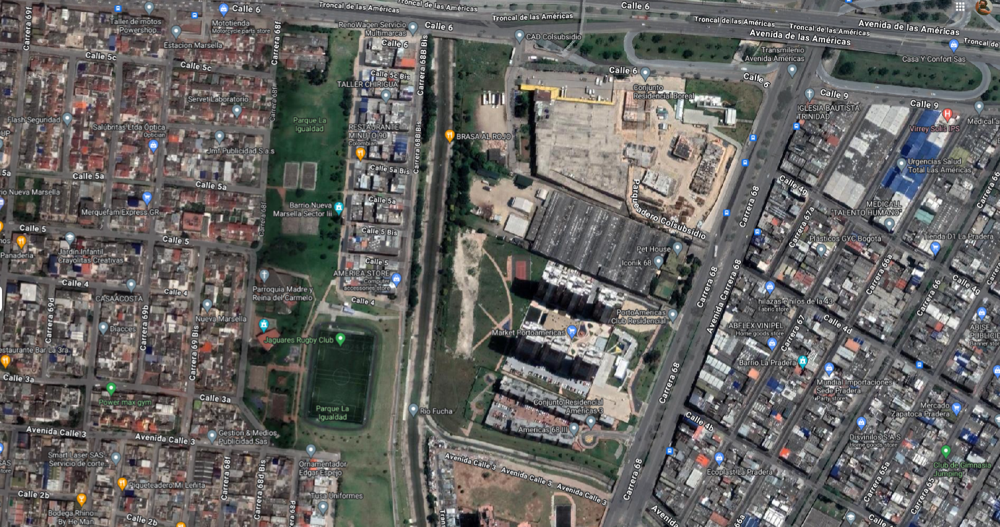 Troncal de las Américas
Troncal de las Américas
Calle 6
Calle 6
Taller de motos
Powershop...
Mototienda
Motorcycle parts store
Estacion Marsella
RenoWagen Servicio
Multimarcas
Calle 6
Calle 6
Troncal de las Américas
CAD Colsubsidio
Troncal de las Américas
Troncal de las Américas
Avenida de las Américas
Avenida de las Américas
Troncal de
Casa Y Confort Sas
Transmilenio
Avenida Américas
Carrera 69f
Carrera 68f
Calle 5c
Calle 5c
Calle 5c Bis
TALLER CHIRIGUA
Carrera 68B Bis
Calle 6
Calle 6
Conjunto
Residencial Boreal
Calle 9
Calle 9
IGLESIA BAUTISTA
TRINIDAD
Virrey Solis IPS
Medical a
Servet Laboratorio
Carrera 68f
Flash Seguridad
UP
Salúbritas Ltda Óptica
Optician
Parque La
Igualdad
RESTAURANTE
MINUTO 90
Colombian
BRASA AL ROJO
Carrera 68B Bis
Jmf Publicidad S.a.s
Urgencias Salud
Total Las Américas
5a
Calle 5a
Calle 5a
Calle 5a Bis
Calle 5a
Parqueadero Colsubsidio
Calle 4g
Carrera 68
Carrera 67a
Carrera 66
rio Nueva Marsella
Merquefam Express GR
Barrio Nueva
Marsella Sector Iii
Carrera 68f
MEDICALL
"TALENTO HUMANO"
Calle 5
Calle 5
Calle 5 Bis
Calle 5
Panaderia
Jardín Infantil
Crayolitas Creativas
Pet House
Iconik 68
Plásticos GYC Bogotá
Tienda D1 La Pradera
AMERICA STORE
Computer
accessories store
Calle 4
Calle 4
Calle 4
CASAACOSTA
Parroquia Madre y
Reina del Carmelo
Carrera 68
Avenida Carrera 68
Carrera 66a
Carrera 66
Calle 4g
hilazas e hilos de la 43
Fabric store
Carrera 69d
Carrera 69b
Nueva Marsella
Diacces
PortoAméricas
Club Residencial
Calle 4d
ABFLEX VINIPEL
Home goods store
Carrera 67
ABISE
PUBLICID
Banner st
Jaguares Rugby Club
Market Portoamericas
Carrera 69 Bis
estaurante Bar La 3ra
Barrio La Pradera
Calle 3a
Calle 3a
Power max gym
Carrera 68
Mundial Importaciones
Sede Pradera
Party store
Parque La
Igualdad
Rio Fucha
Conjunto Residencial
Américas 3
Americas 68 III
Mercado
Zapatoca Pradera
Calle 4b
Avenida Calle 3
Avenida Calle 3
Gestion & Medios
Publicidad Sas
Disvinilos S.A.S
Home goods store
Smart Laser SAS
Servicio de corte...
SAS
store
Ornamentador
Edgar Espejo
Avenida Calle 3
Avenida Calle 3
Avenida Calle 3
Ecoplast La Pradera
Club de Gimnasia
Jumping
Carrera 68f
Carrera 68d Bis
Carrera 68d
Carrera 68
Carrera 65a
Carrera 65
Piqueteadero Mi Leñita
Calle 2b
Calle 2b
Bodega Rhino
By He-Man
Tusa Uniformes
Trans
Avenida
66a
Calle 4